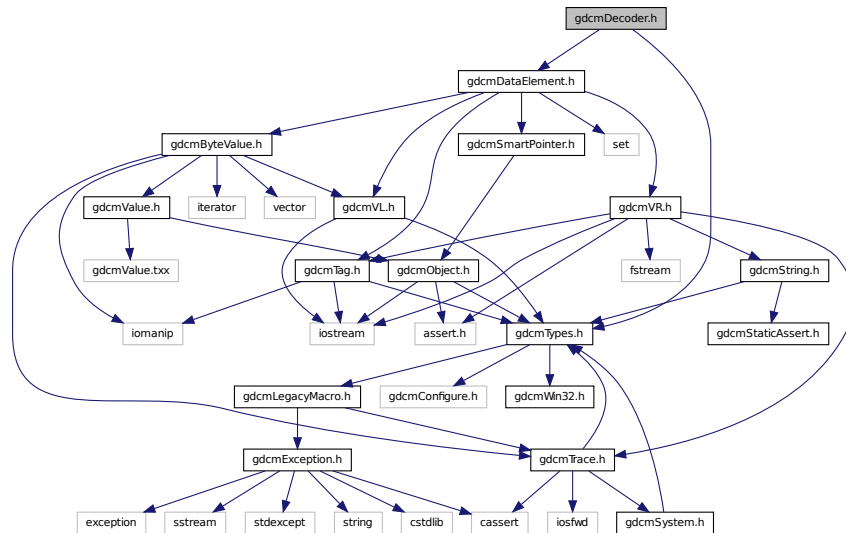 gdcmDecoder.h
gdcmDataElement.h
gdcmByteValue.h
gdcmSmartPointer.h
set
gdcmValue.h
iterator
vector
gdcmVL.h
gdcmVR.h
gdcmValue.txx
gdcmTag.h
gdcmObject.h
fstream
gdcmString.h
iomanip
iostream
assert.h
gdcmTypes.h
gdcmStaticAssert.h
gdcmLegacyMacro.h
gdcmConfigure.h
gdcmWin32.h
gdcmException.h
gdcmTrace.h
exception
sstream
stdexcept
string
cstdlib
cassert
iosfwd
gdcmSystem.h